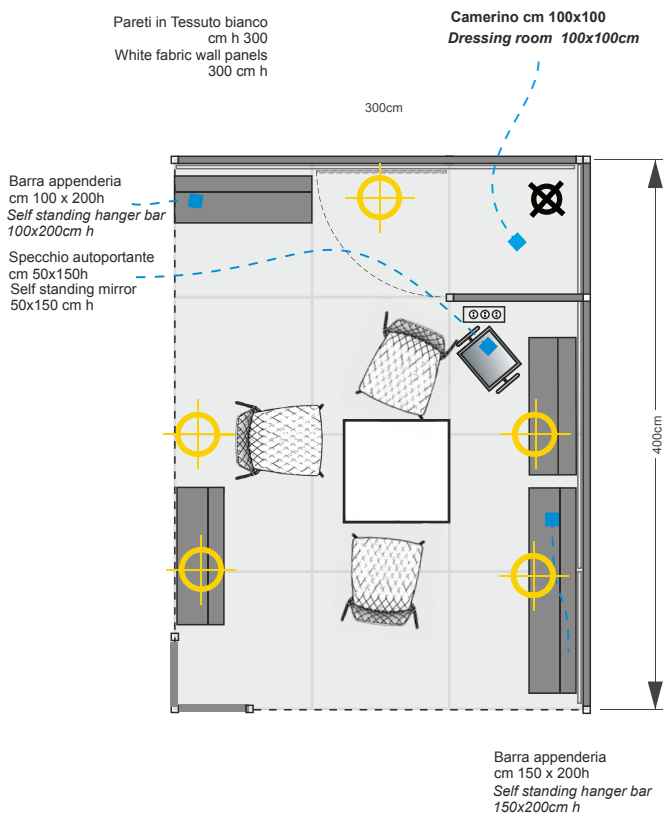 Pareti in Tessuto bianco
cm h 300
White fabric wall panels
300 cm h
Camerino cm 100x100
Dressing room 100x100cm
300cm
Barra appenderia
cm 100 x 200h
Self standing hanger bar
100x200cm h
Specchio autoportante
cm 50x150h
Self standing mirror
50x150 cm h
400cm
Barra appenderia
cm 150 x 200h
Self standing hanger bar
150x200cm h